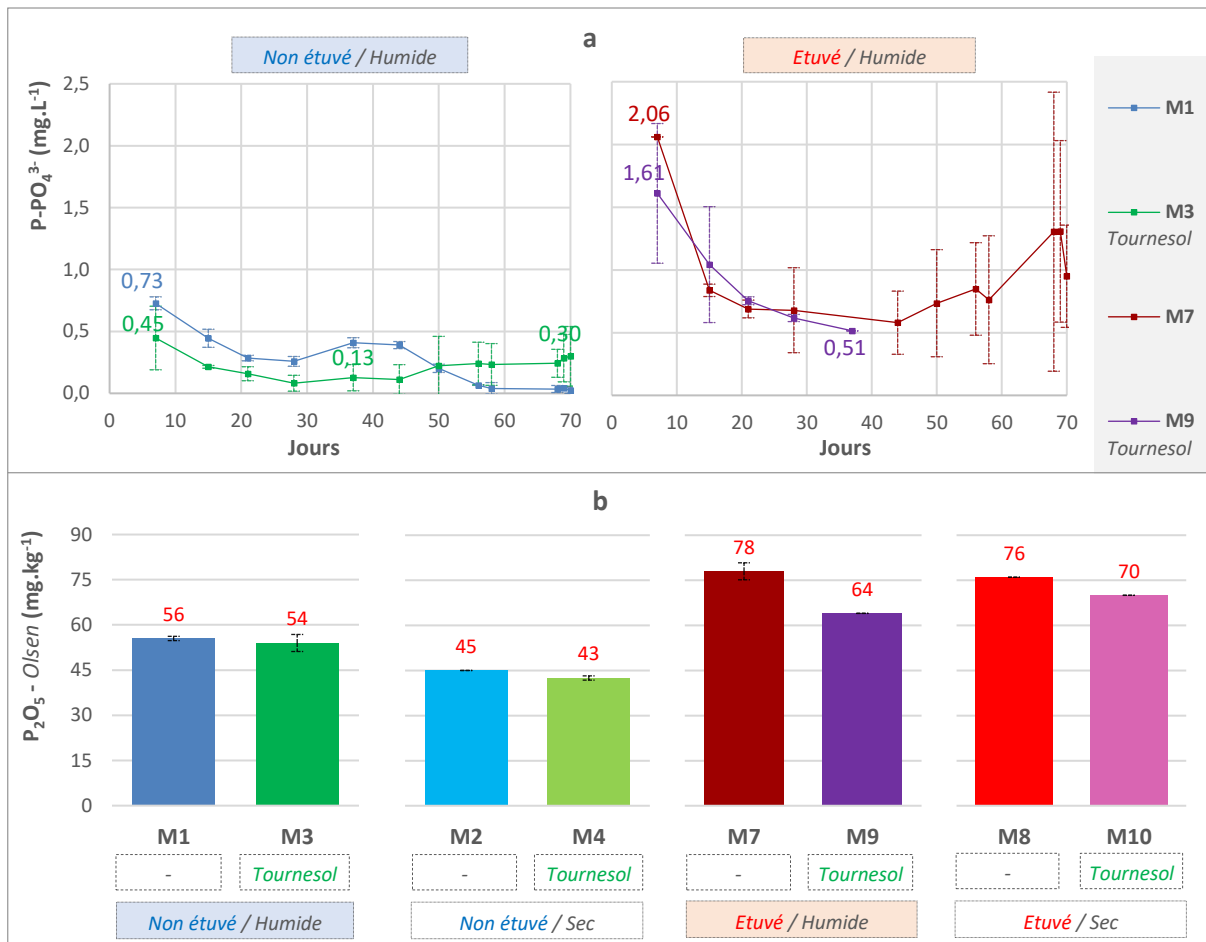 a
Non étuvé / Humide
Etuvé / Humide
P-PO₄³⁻ (mg.L⁻¹)
2,5
2,0
1,5
1,0
0,5
0,0
0,73
0,45
0,13
0,30
0 10 20 30 40 50 60 70
Jours
2,06
1,61
0,51
0 10 20 30 40 50 60 70
Jours
M1
M3
Tournesol
M7
M9
Tournesol
b
P₂O₅ - Olsen (mg.kg⁻¹)
90
75
60
45
30
15
0
56 54 45 43 78 64 76 70
M1 M3 M2 M4 M7 M9 M8 M10
- Tournesol - Tournesol - Tournesol - Tournesol
Non étuvé / Humide Non étuvé / Sec Etuvé / Humide Etuvé / Sec